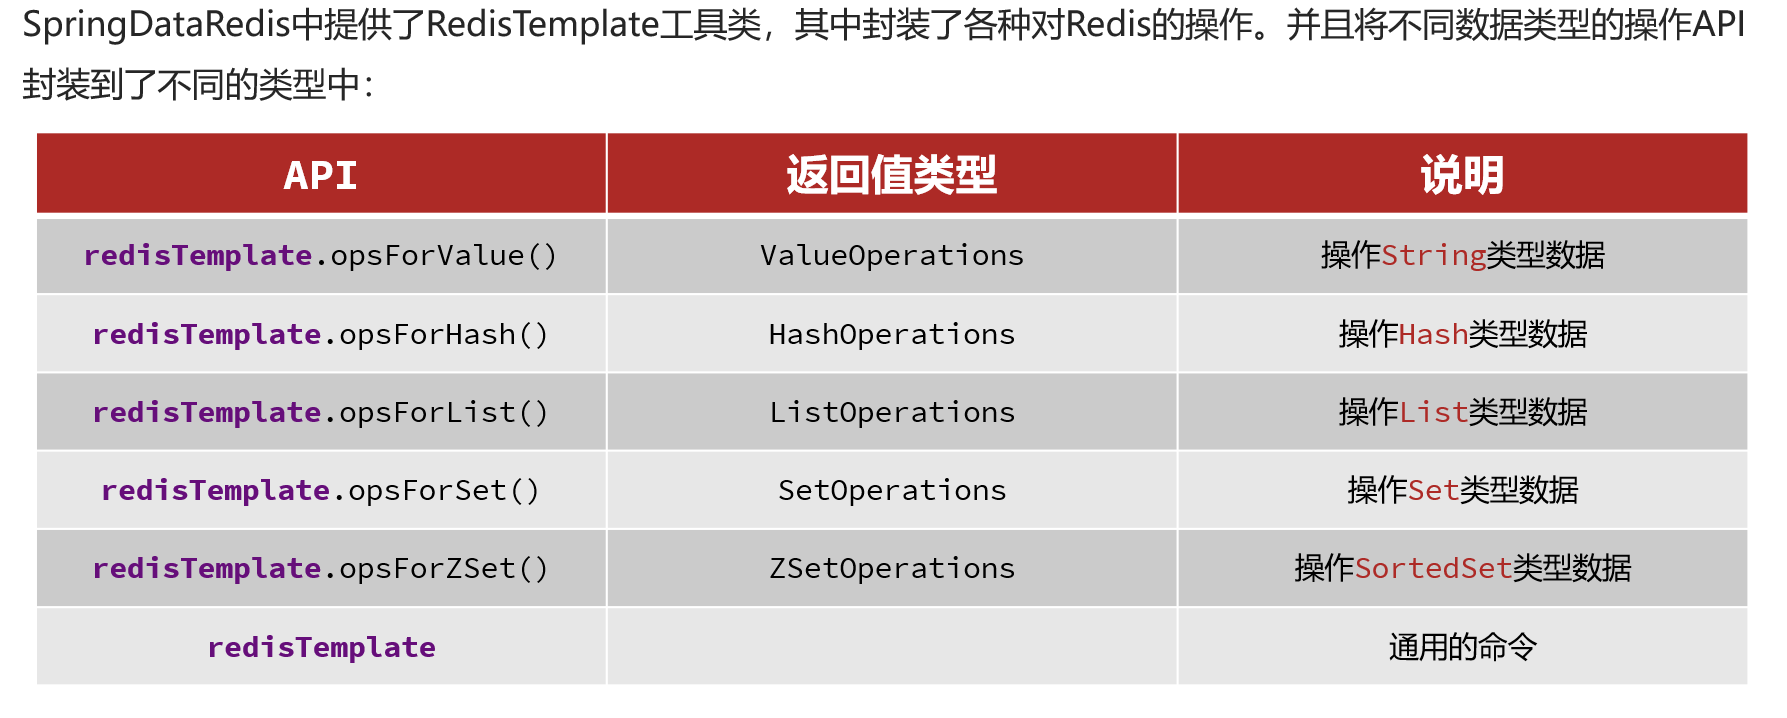 SpringDataRedis中提供了RedisTemplate工具类，其中封装了各种对Redis的操作。并且将不同数据类型的操作API
封装到了不同的类型中：
API 返回值类型 说明
redisTemplate.opsForValue() ValueOperations 操作String类型数据
redisTemplate.opsForHash() HashOperations 操作Hash类型数据
redisTemplate.opsForList() ListOperations 操作List类型数据
redisTemplate.opsForSet() SetOperations 操作Set类型数据
redisTemplate.opsForZSet() ZSetOperations 操作SortedSet类型数据
redisTemplate 通用的命令